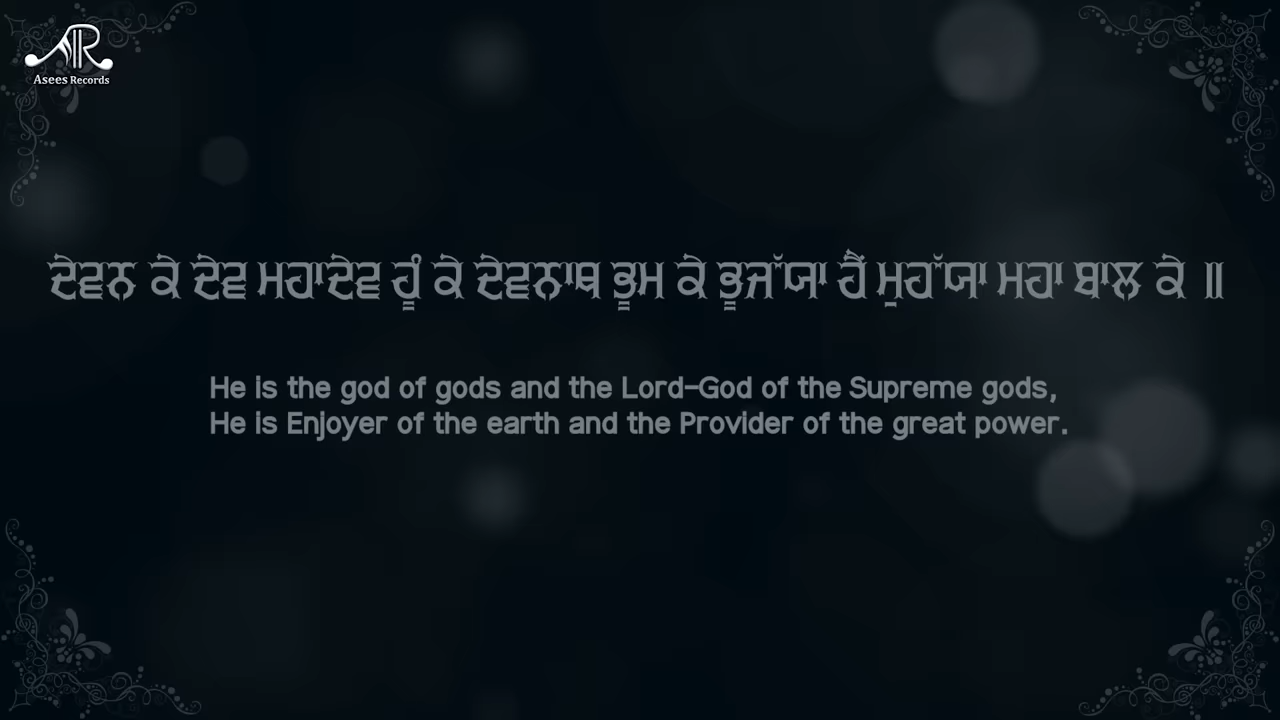 Asees Records
ਦੇਵਨ ਕੇ ਦੇਵ ਮਹਾਦੇਵ ਹੂੰ ਕੇ ਦੇਵਨਾਥ ਭੂਮ ਕੇ ਭੂਜੱਯਾ ਹੈਂ ਮੁਹੱਯਾ ਮਹਾ ਬਾਲ ਕੇ ॥
He is the god of gods and the Lord-God of the Supreme gods,
He is Enjoyer of the earth and the Provider of the great power.